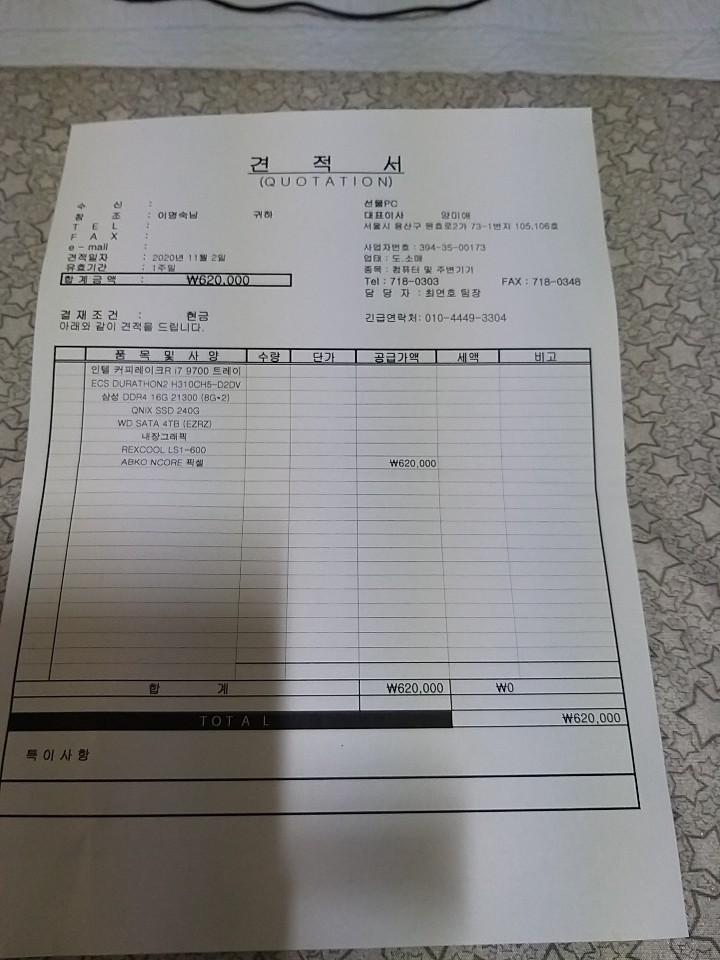 견 적 서
(QUOTATION)
수 신 :
참 조 : 이명숙님 귀하
T E L :
F A X :
e - mail :
견적일자 : 2020년 11월 2일
유효기간 : 1주일
합계금액 : ₩620,000
결재조건 : 현금
아래와 같이 견적을 드립니다.
선물PC
대표이사 양미애
서울시 용산구 원효로2가 73-1번지 105,106호
사업자번호 : 394-35-00173
업태 : 도.소매
종목 : 컴퓨터 및 주변기기
Tel : 718-0303 FAX : 718-0348
담 당 자 : 최연호 팀장
긴급연락처: 010-4449-3304
품 목 및 사 양 수량 단가 공급가액 세액 비고
인텔 커피레이크R i7 9700 트레이
ECS DURATHON2 H310CH5-D2DV
삼성 DDR4 16G 21300 (8G*2)
QNIX SSD 240G
WD SATA 4TB (EZRZ)
내장그래픽
REXCOOL LS1-600
ABKO NCORE 픽셀 ₩620,000
합 계 ₩620,000 ₩0
TOTAL ₩620,000
특이사항